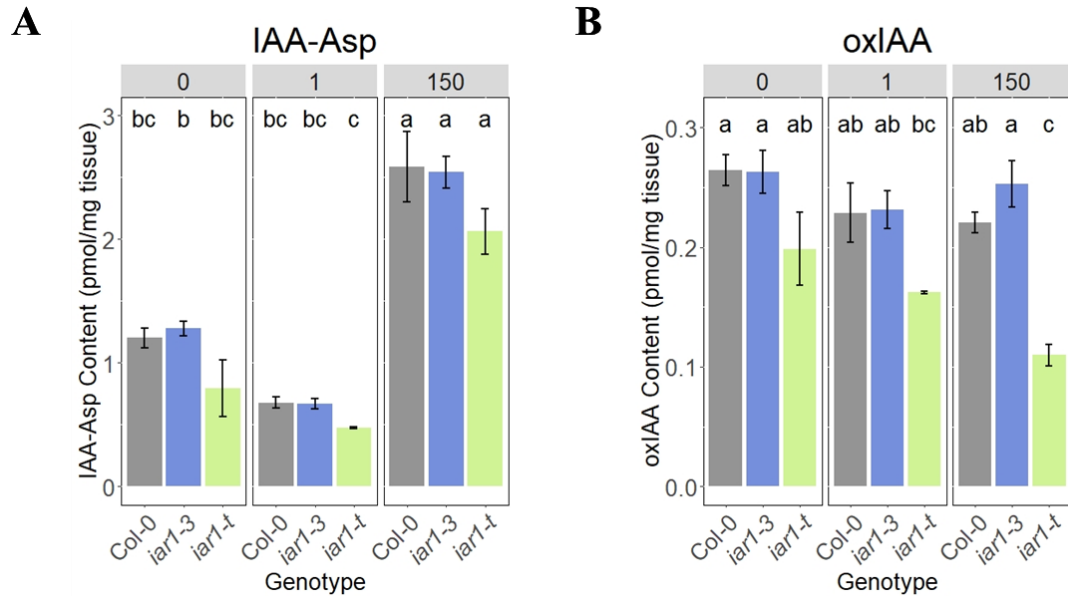 A
IAA-Asp
0 1 150
bc b bc bc bc c a a a
IAA-Asp Content (pmol/mg tissue)
3
2
1
0
Col-0 iar1-3 iar1-t Col-0 iar1-3 iar1-t Col-0 iar1-3 iar1-t
Genotype
B
oxIAA
0 1 150
a a ab ab ab bc ab a c
oxIAA Content (pmol/mg tissue)
0.3
0.2
0.1
0.0
Col-0 iar1-3 iar1-t Col-0 iar1-3 iar1-t Col-0 iar1-3 iar1-t
Genotype